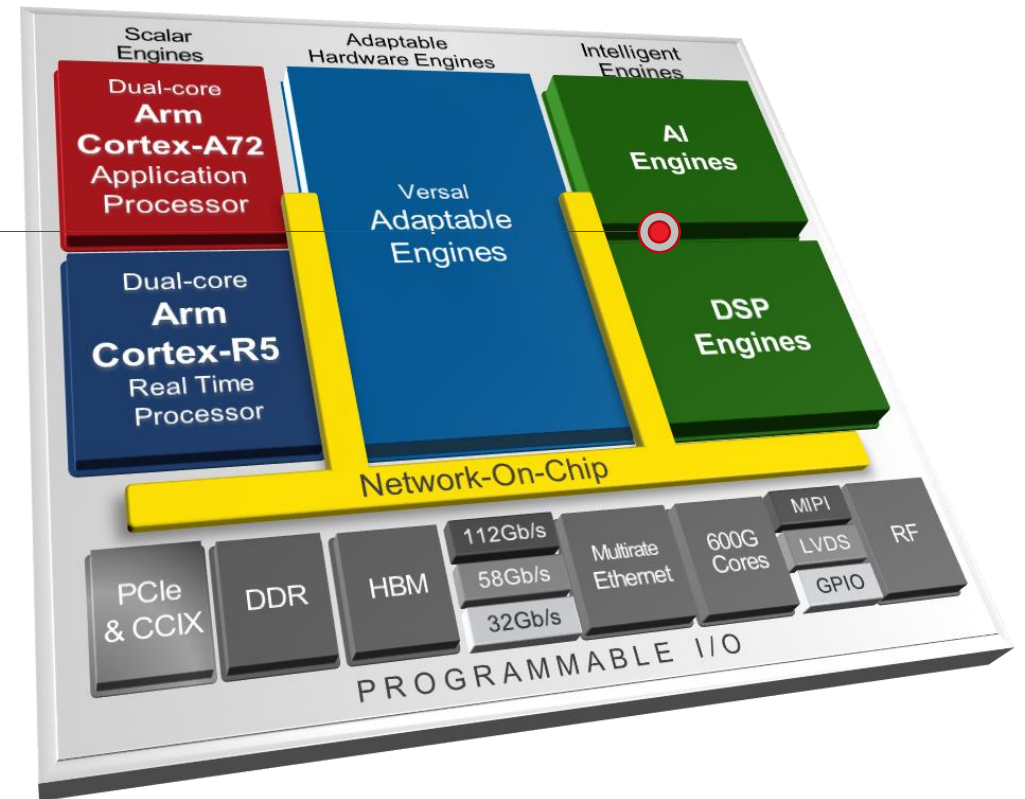 Scalar
Engines
Adaptable
Hardware Engines
Intelligent
Engines
Dual-core
Arm
Cortex-A72
Application
Processor
Versal
Adaptable
Engines
AI
Engines
Dual-core
Arm
Cortex-R5
Real Time
Processor
DSP
Engines
Network-On-Chip
PCIe
& CCIX
DDR
HBM
112Gb/s
58Gb/s
32Gb/s
Multirate
Ethernet
600G
Cores
MIPI
LVDS
GPIO
RF
PROGRAMMABLE I/O